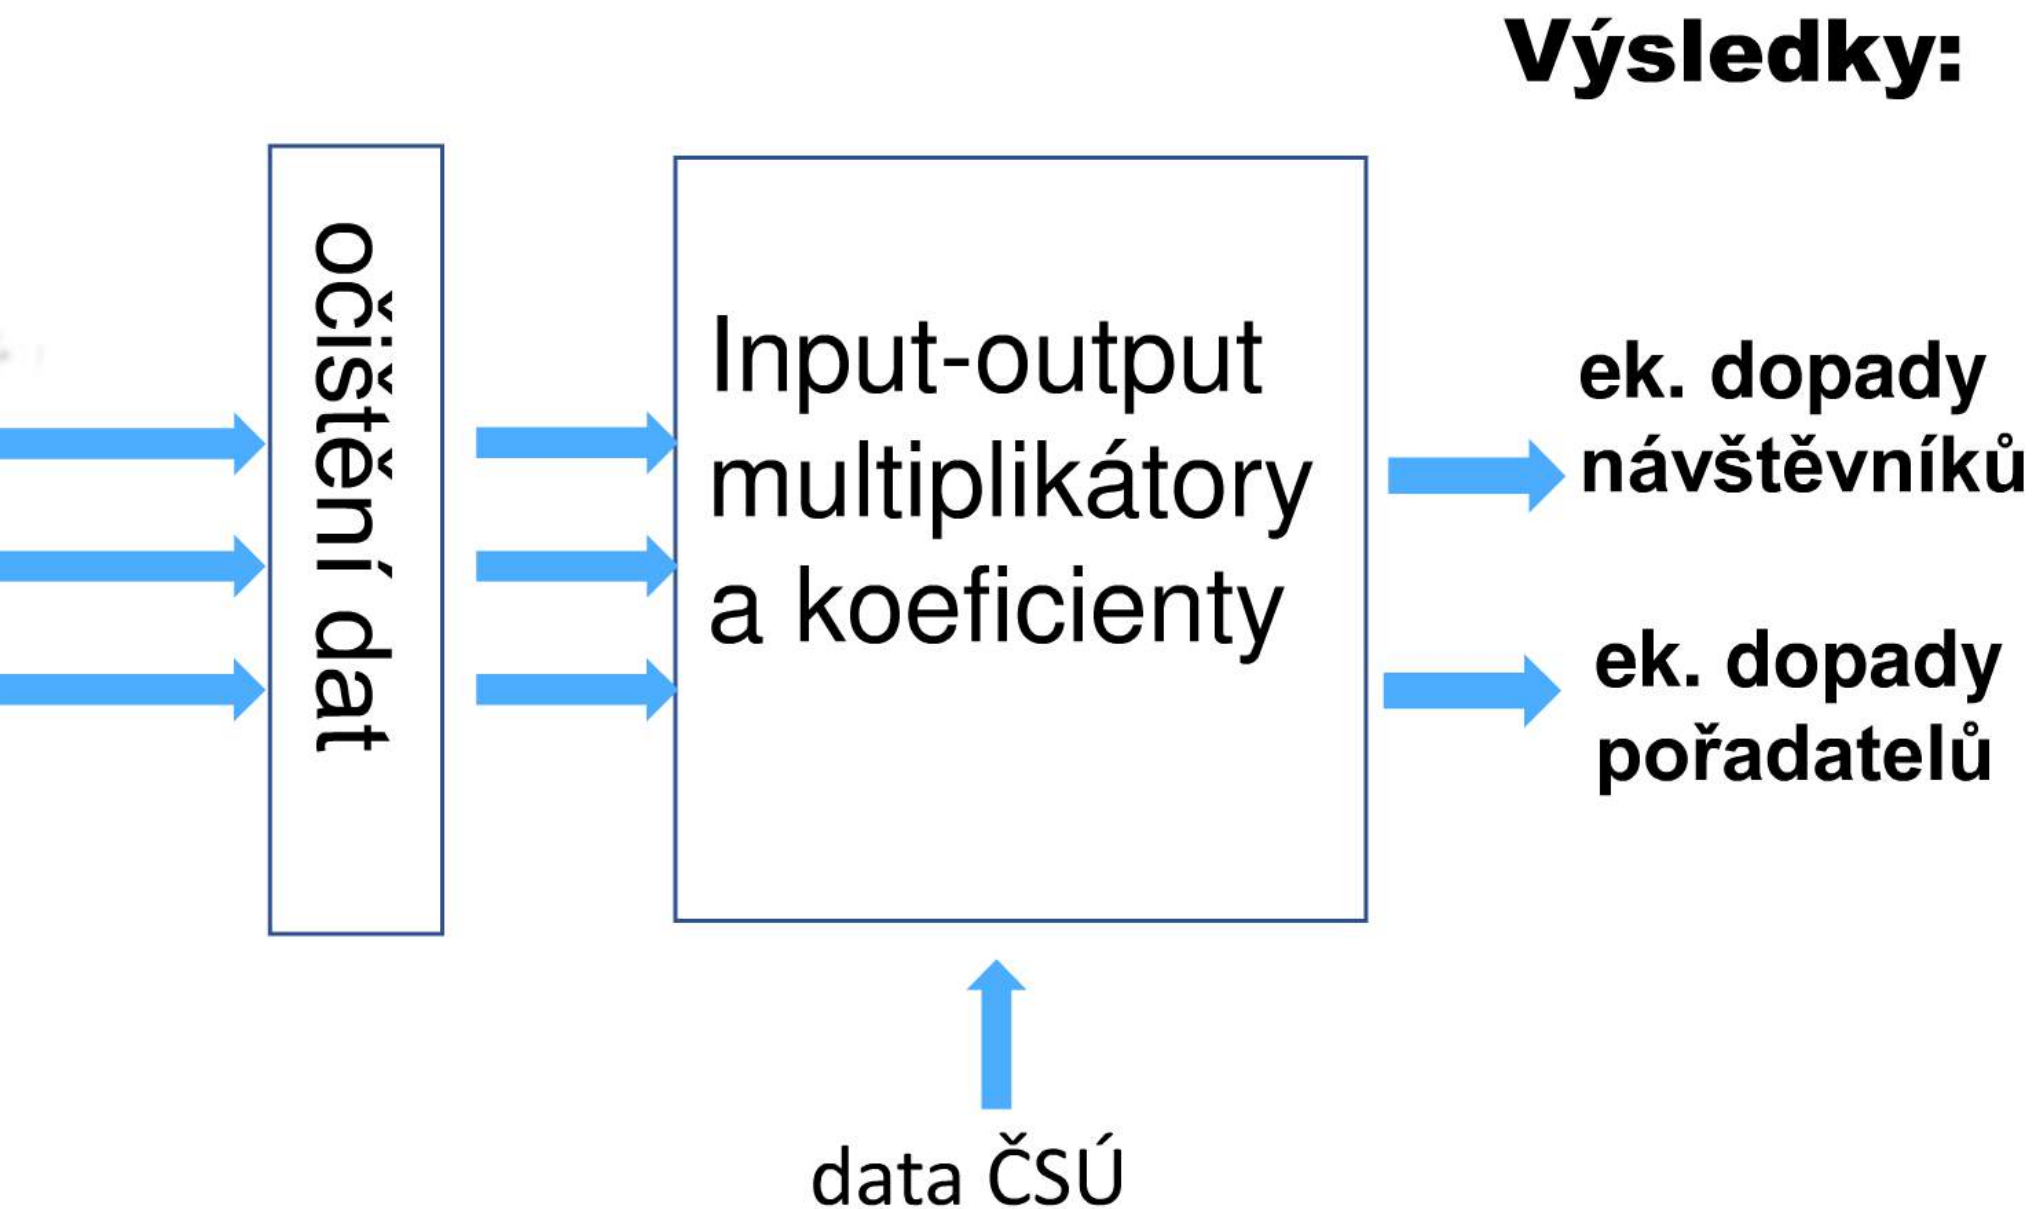 Výsledky:
očištění dat
Input-output
multiplikátory
a koeficienty
ek. dopady
návštěvníků
ek. dopady
pořadatelů
data ČSÚ